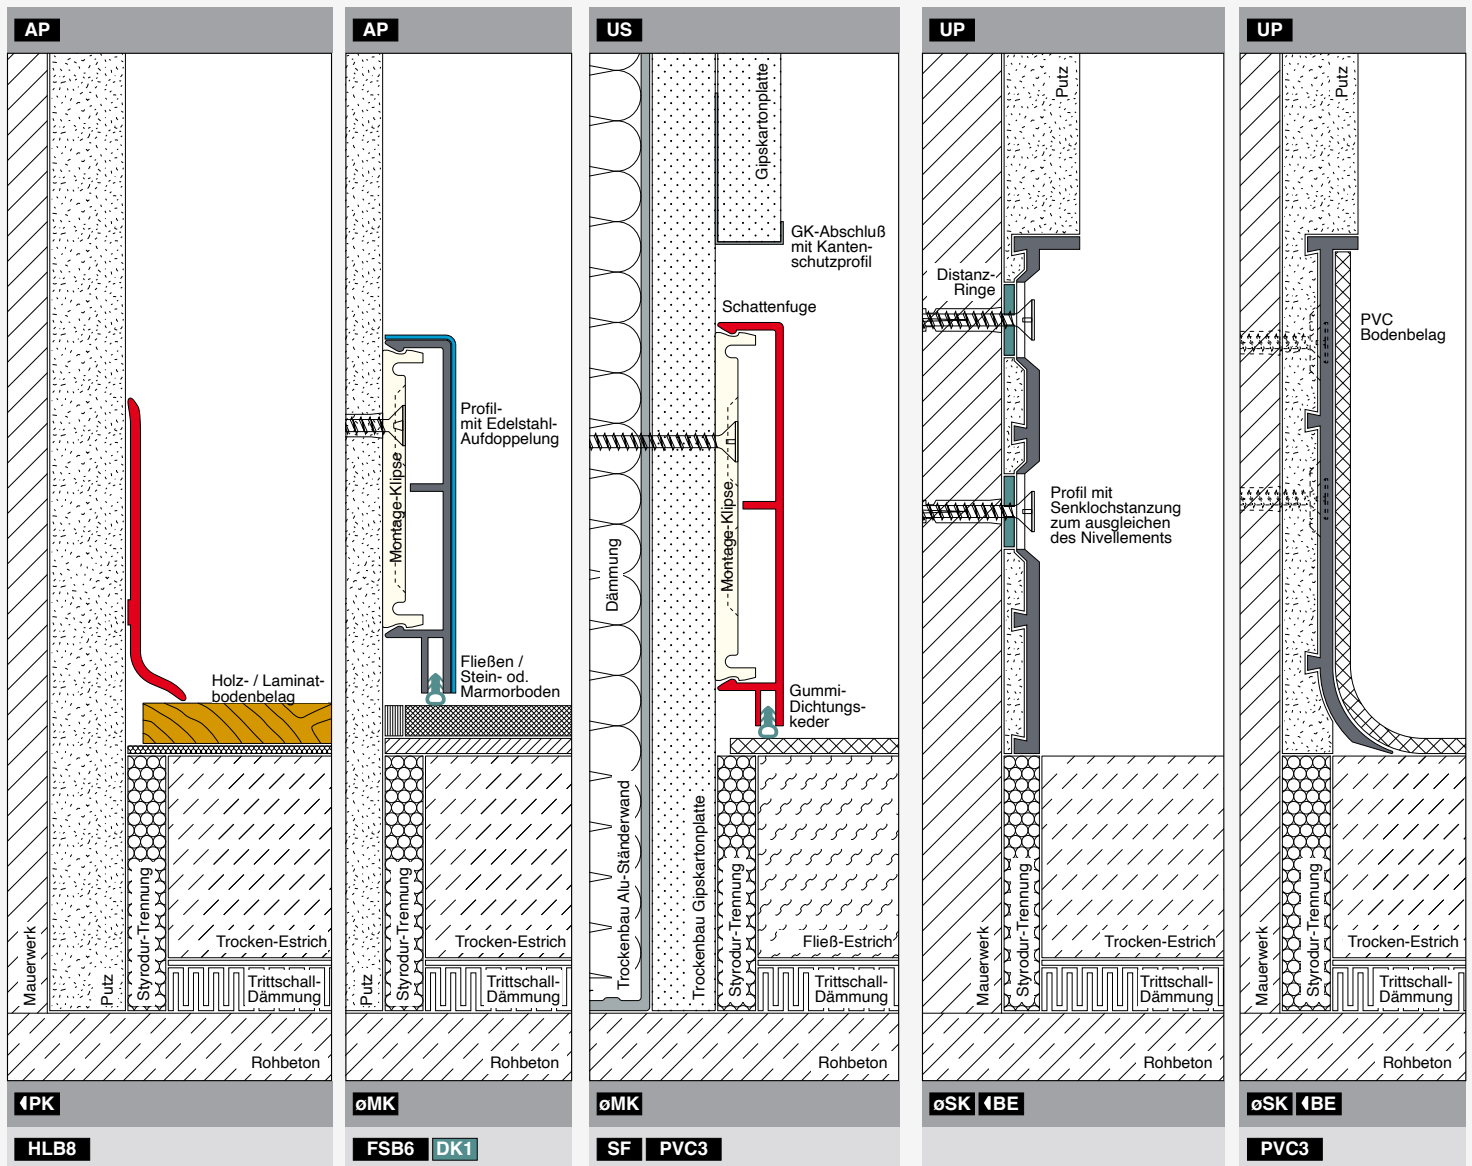 AP
Holz- / Laminat-
bodenbelag
Mauerwerk
Putz
Styrodur-Trennung
Trocken-Estrich
Trittschall-
Dämmung
Rohbeton
PK
HLB8
AP
Profil-
mit Edelstahl-
Aufdoppelung
Montage-Klipse
Fließen /
Stein- od.
Marmorboden
Putz
Styrodur-Trennung
Trocken-Estrich
Trittschall-
Dämmung
Rohbeton
øMK
FSB6 DK1
US
Gipskartonplatte
GK-Abschluß
mit Kanten-
schutzprofil
Schattenfuge
Montage-Klipse
Dämmung
Gummi-
Dichtungs-
keder
Trockenbau Alu-Ständerwand
Trockenbau Gipskartonplatte
Styrodur-Trennung
Fließ-Estrich
Trittschall-
Dämmung
Rohbeton
øMK
SF PVC3
UP
Putz
Distanz-
Ringe
Profil mit
Senklochstanzung
zum ausgleichen
des Nivellements
Mauerwerk
Styrodur-Trennung
Trocken-Estrich
Trittschall-
Dämmung
Rohbeton
øSK BE
UP
Putz
PVC
Bodenbelag
Mauerwerk
Styrodur-Trennung
Trocken-Estrich
Trittschall-
Dämmung
Rohbeton
øSK BE
PVC3